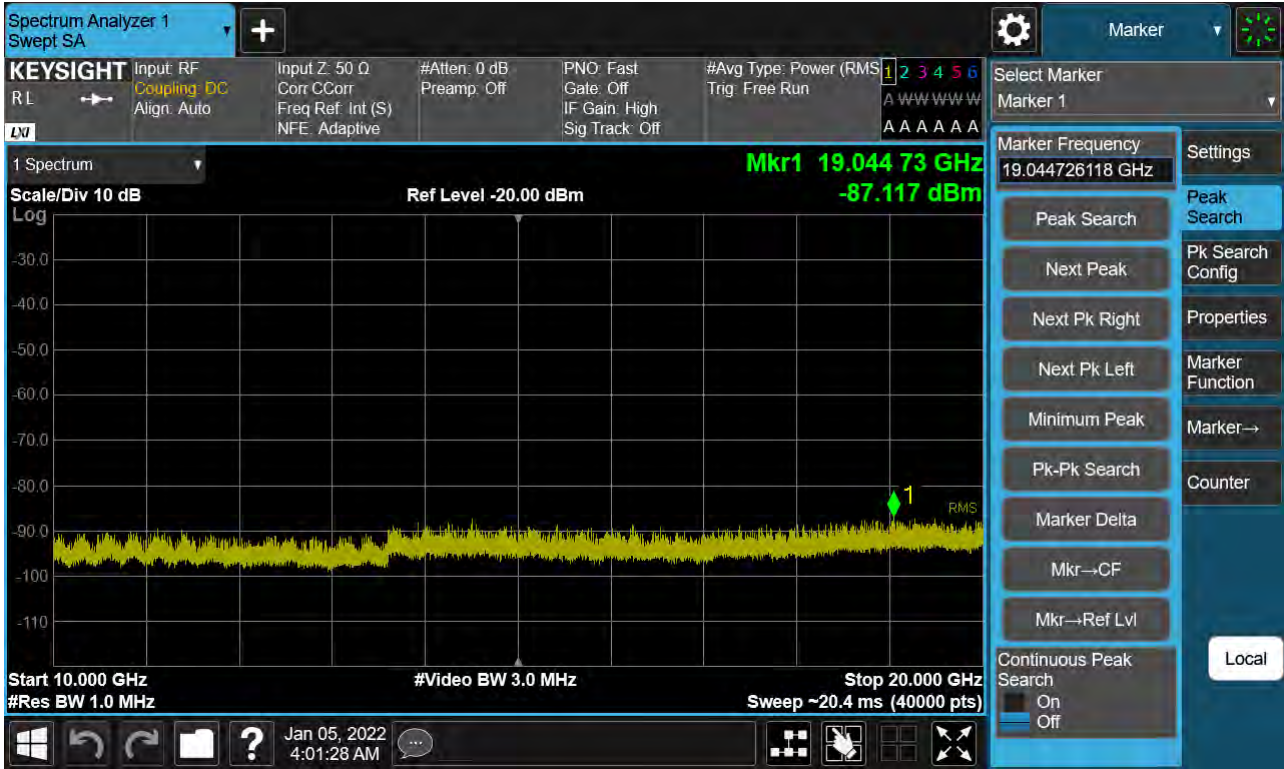 Spectrum Analyzer 1
Swept SA
+
Marker
KEYSIGHT
RL
LXI
Input: RF
Coupling: DC
Align: Auto
Input Z: 50 Ω
Corr CCorr
Freq Ref: Int (S)
NFE: Adaptive
#Atten: 0 dB
Preamp: Off
PNO: Fast
Gate: Off
IF Gain: High
Sig Track: Off
#Avg Type: Power (RMS
Trig: Free Run
1 2 3 4 5 6
A W W W W W
A A A A A A
Select Marker
Marker 1
1 Spectrum
Mkr1 19.044 73 GHz
Scale/Div 10 dB
Ref Level -20.00 dBm
-87.117 dBm
Log
-30.0
-40.0
-50.0
-60.0
-70.0
-80.0
-90.0
-100
-110
1
RMS
Start 10.000 GHz
#Video BW 3.0 MHz
Stop 20.000 GHz
#Res BW 1.0 MHz
Sweep ~20.4 ms (40000 pts)
Marker Frequency
19.044726118 GHz
Peak Search
Next Peak
Next Pk Right
Next Pk Left
Minimum Peak
Pk-Pk Search
Marker Delta
Mkr→CF
Mkr→Ref Lvl
Continuous Peak
Search
On
Off
Settings
Peak
Search
Pk Search
Config
Properties
Marker
Function
Marker→
Counter
Local
?
Jan 05, 2022
4:01:28 AM